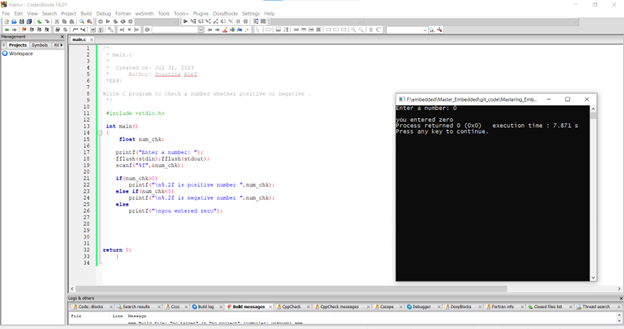 main.c - Code::Blocks 16.01
File Edit View Search Project Build Debug Fortran wxSmith Tools Tools+ Plugins DoxyBlocks Settings Help
Management
Projects Symbols
Workspace
main.c
1 /*
2 * Main.c
3 *
4 * Created on: Jul 31, 2023
5 * Author:
6 *EX8:
7
8 Write C program to check a number whether positive or negative .
9 */
10
11 #include <stdio.h>
12
13 int main()
14 {
15 float num_chk;
16
17 printf("Enter a number: ");
18 fflush(stdin);fflush(stdout);
19 scanf("%f",&num_chk);
20
21 if(num_chk>0)
22 printf("\n%.2f is positive number ",num_chk);
23 else if(num_chk<0)
24 printf("\n%.2f is negative number ",num_chk);
25 else
26 printf("\nyou entered zero");
27
28
29
30
31
32 return 0;
33 }
34
F:\embedded\Master_Embedded\git_code\Mastering_Emb...
Enter a number: 0
you entered zero
Process returned 0 (0x0) execution time : 7.871 s
Press any key to continue.
Logs & others
Code::Blocks Search results Cccc Build log Build messages CppCheck CppCheck messages Cscope Debugger DoxyBlocks Fortran info Closed files list Thread search
File Line Message